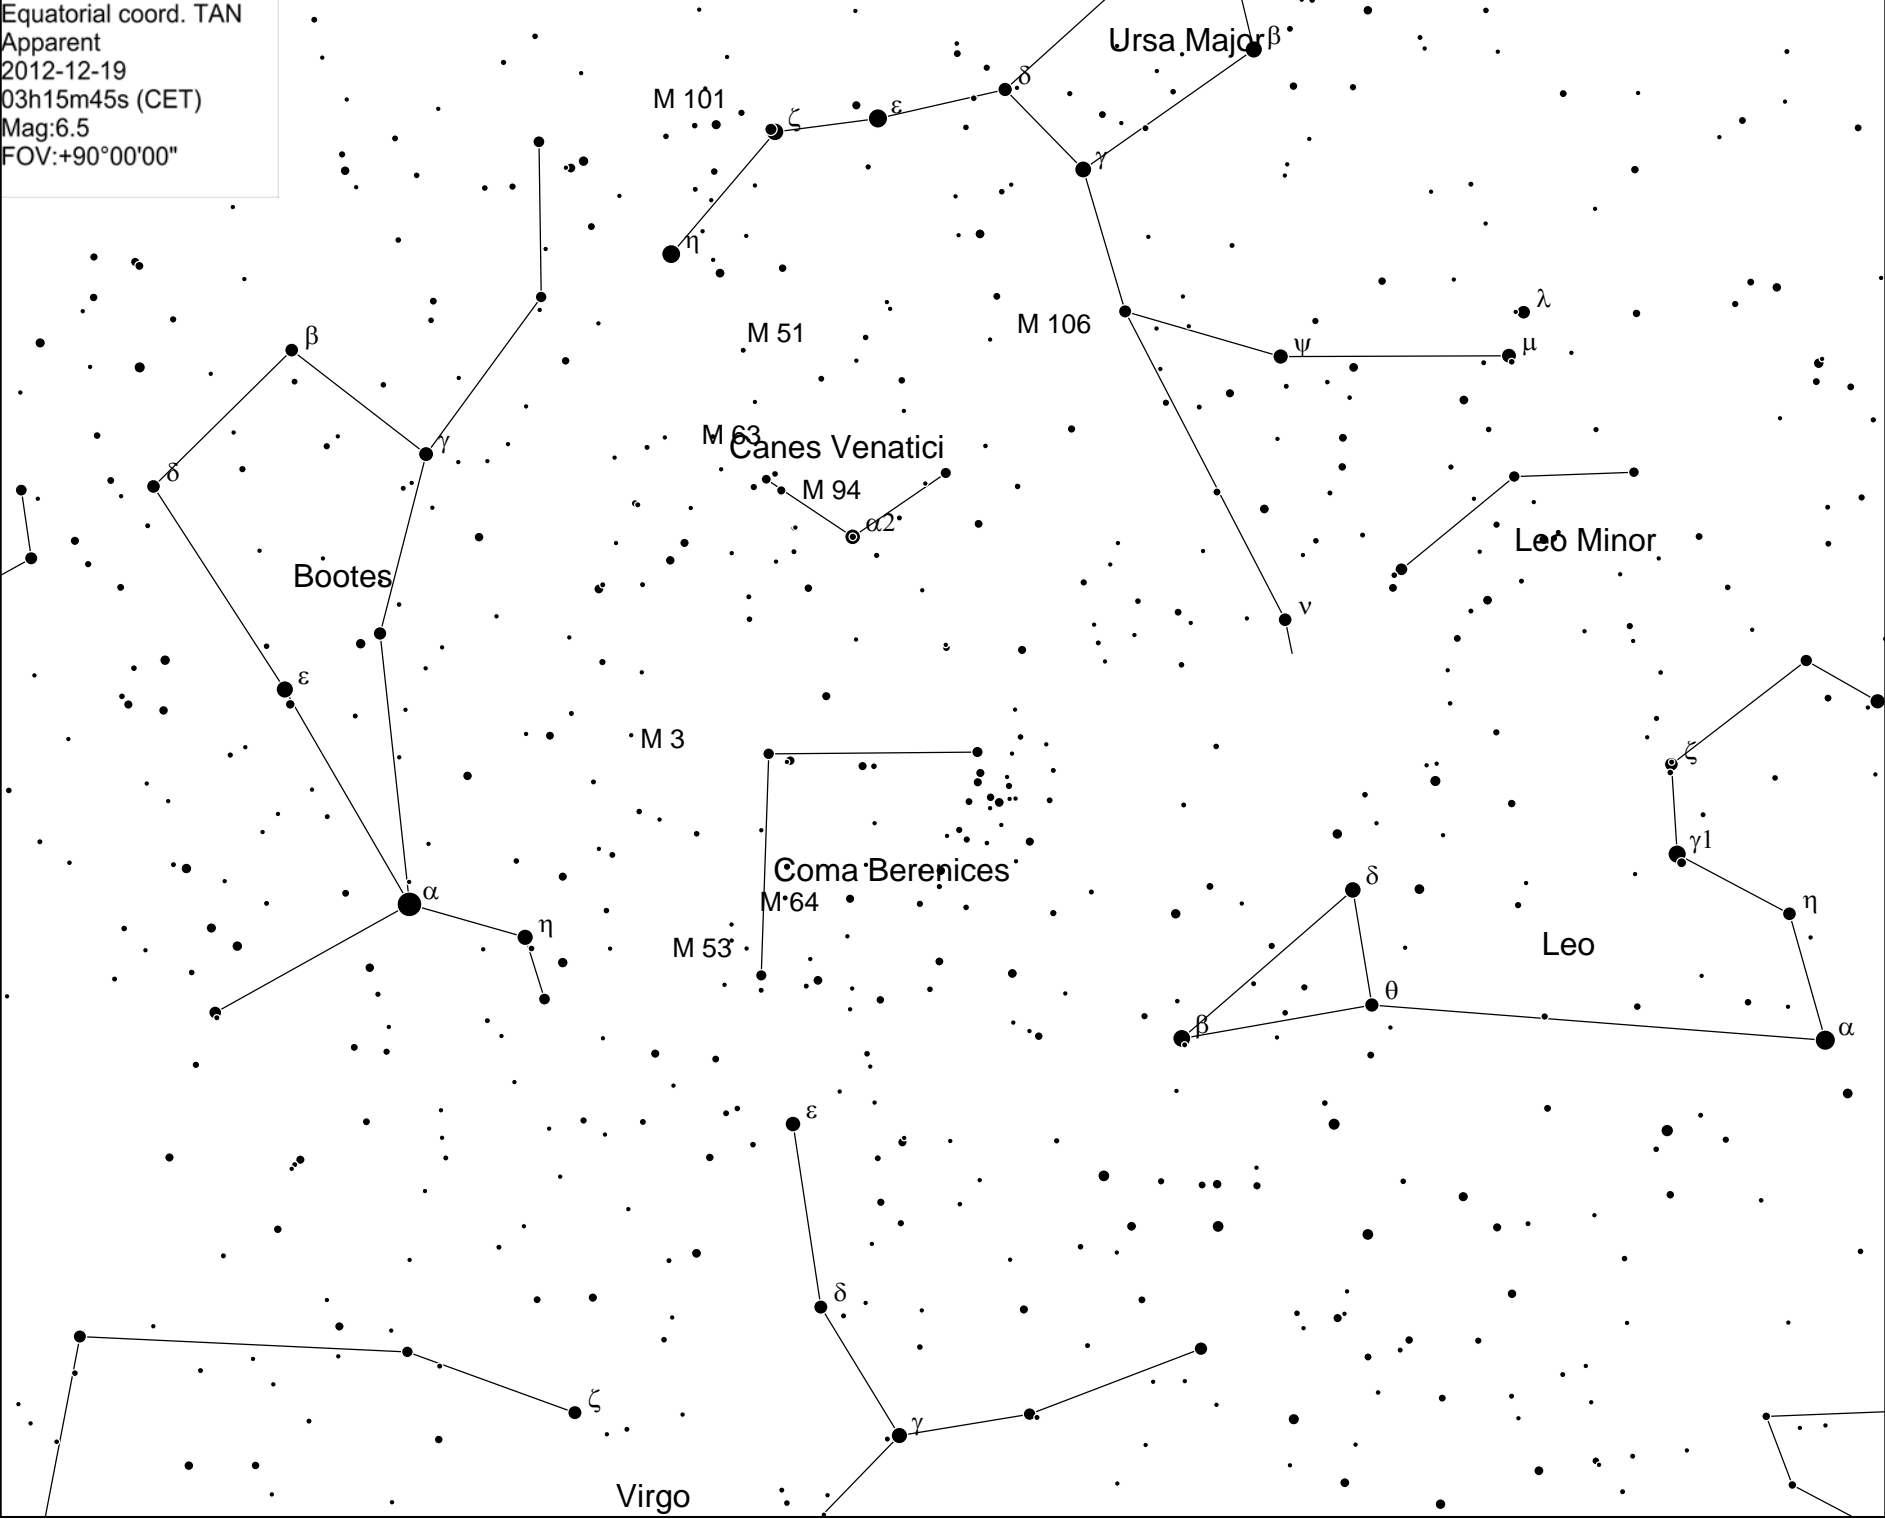 Equatorial coord. TAN
Apparent
2012-12-19
03h15m45s (CET)
Mag:6.5
FOV:+90°00'00"
Ursa Major β
δ
M 101
ζ
ε
γ
η
λ
M 51
M 106
β
ψ
μ
γ
M 63
Canes Venatici
δ
M 94
α2
Leo Minor
Bootes
ν
ε
M 3
ζ
γ1
Coma Berenices
δ
α
M 64
η
η
M 53
Leo
θ
β
α
ε
δ
ζ
γ
Virgo